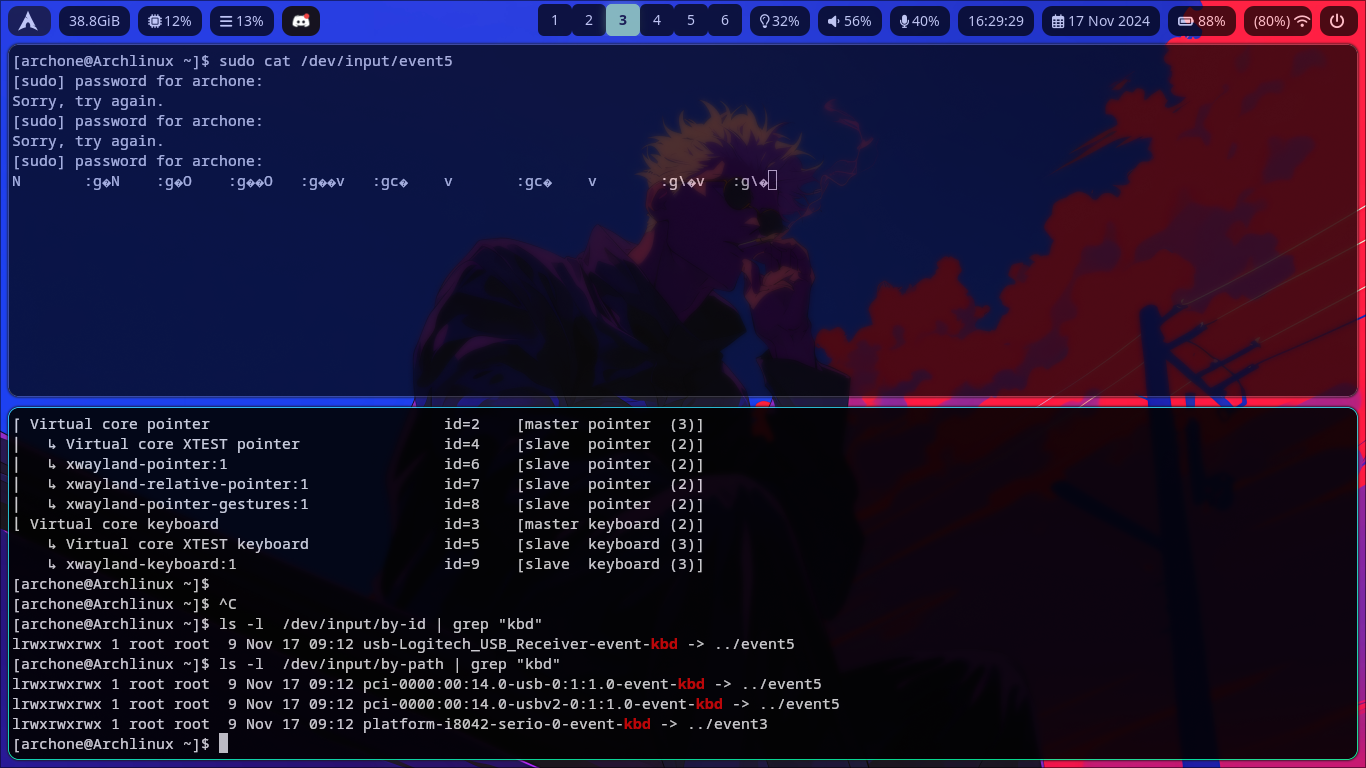 38.8GiB 12% 13% 1 2 3 4 5 6 32% 56% 40% 16:29:29 17 Nov 2024 88% (80%)
[archone@Archlinux ~]$ sudo cat /dev/input/event5
[sudo] password for archone:
Sorry, try again.
[sudo] password for archone:
Sorry, try again.
[sudo] password for archone:
N       :g�N    :g�O    :g��O   :g��v   :gc�    v       :gc�    v       :g\�v   :g\�
⎡ Virtual core pointer                          id=2    [master pointer  (3)]
⎜   ↳ Virtual core XTEST pointer                id=4    [slave  pointer  (2)]
⎜   ↳ xwayland-pointer:1                        id=6    [slave  pointer  (2)]
⎜   ↳ xwayland-relative-pointer:1               id=7    [slave  pointer  (2)]
⎜   ↳ xwayland-pointer-gestures:1               id=8    [slave  pointer  (2)]
⎣ Virtual core keyboard                         id=3    [master keyboard (2)]
    ↳ Virtual core XTEST keyboard               id=5    [slave  keyboard (3)]
    ↳ xwayland-keyboard:1                       id=9    [slave  keyboard (3)]
[archone@Archlinux ~]$
[archone@Archlinux ~]$ ^C
[archone@Archlinux ~]$ ls -l  /dev/input/by-id | grep "kbd"
lrwxrwxrwx 1 root root  9 Nov 17 09:12 usb-Logitech_USB_Receiver-event-kbd -> ../event5
[archone@Archlinux ~]$ ls -l  /dev/input/by-path | grep "kbd"
lrwxrwxrwx 1 root root  9 Nov 17 09:12 pci-0000:00:14.0-usb-0:1:1.0-event-kbd -> ../event5
lrwxrwxrwx 1 root root  9 Nov 17 09:12 pci-0000:00:14.0-usbv2-0:1:1.0-event-kbd -> ../event5
lrwxrwxrwx 1 root root  9 Nov 17 09:12 platform-i8042-serio-0-event-kbd -> ../event3
[archone@Archlinux ~]$